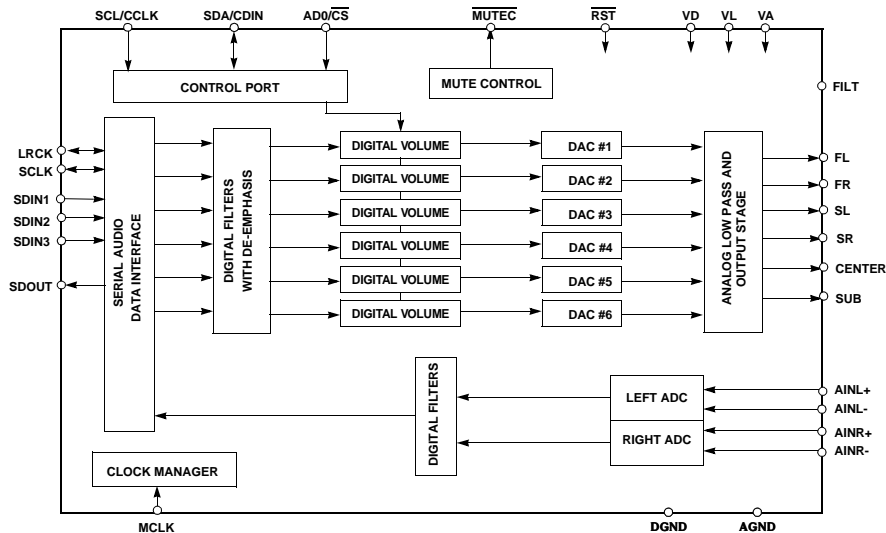 SCL/CCLK SDA/CDIN AD0/CS MUTEC RST VD VL VA
CONTROL PORT
MUTE CONTROL
FILT
LRCK
SCLK
SDIN1
SDIN2
SDIN3
SDOUT
SERIAL AUDIO
DATA INTERFACE
DIGITAL FILTERS
WITH DE-EMPHASIS
DIGITAL VOLUME
DIGITAL VOLUME
DIGITAL VOLUME
DIGITAL VOLUME
DIGITAL VOLUME
DIGITAL VOLUME
DAC #1
DAC #2
DAC #3
DAC #4
DAC #5
DAC #6
ANALOG LOW PASS AND
OUTPUT STAGE
FL
FR
SL
SR
CENTER
SUB
DIGITAL FILTERS
LEFT ADC
RIGHT ADC
AINL+
AINL-
AINR+
AINR-
CLOCK MANAGER
MCLK
DGND
AGND